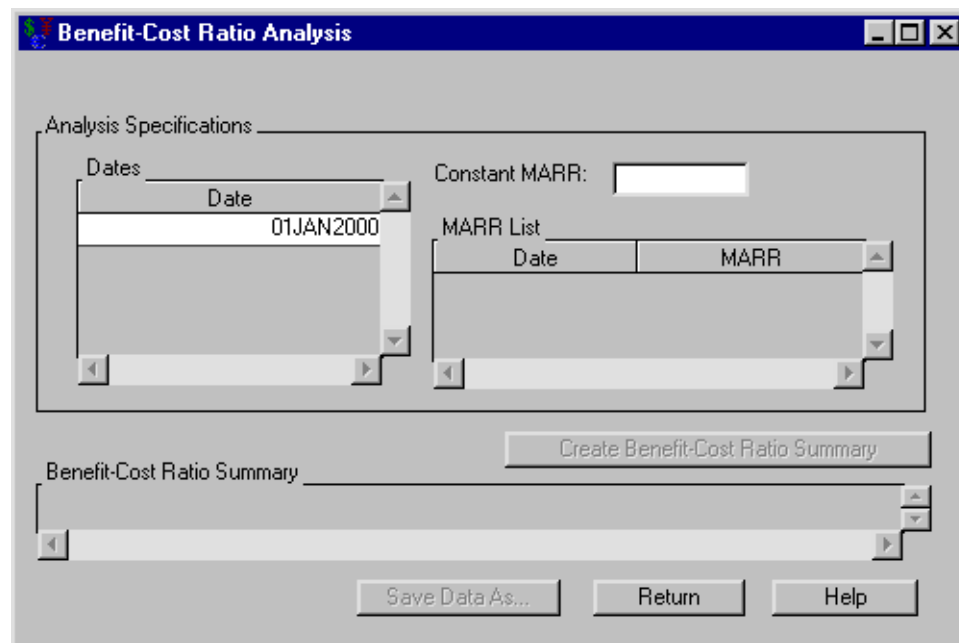 Benefit-Cost Ratio Analysis
Analysis Specifications
Dates
Date
01JAN2000
Constant MARR:
MARR List
Date MARR
Create Benefit-Cost Ratio Summary
Benefit-Cost Ratio Summary
Save Data As... Return Help